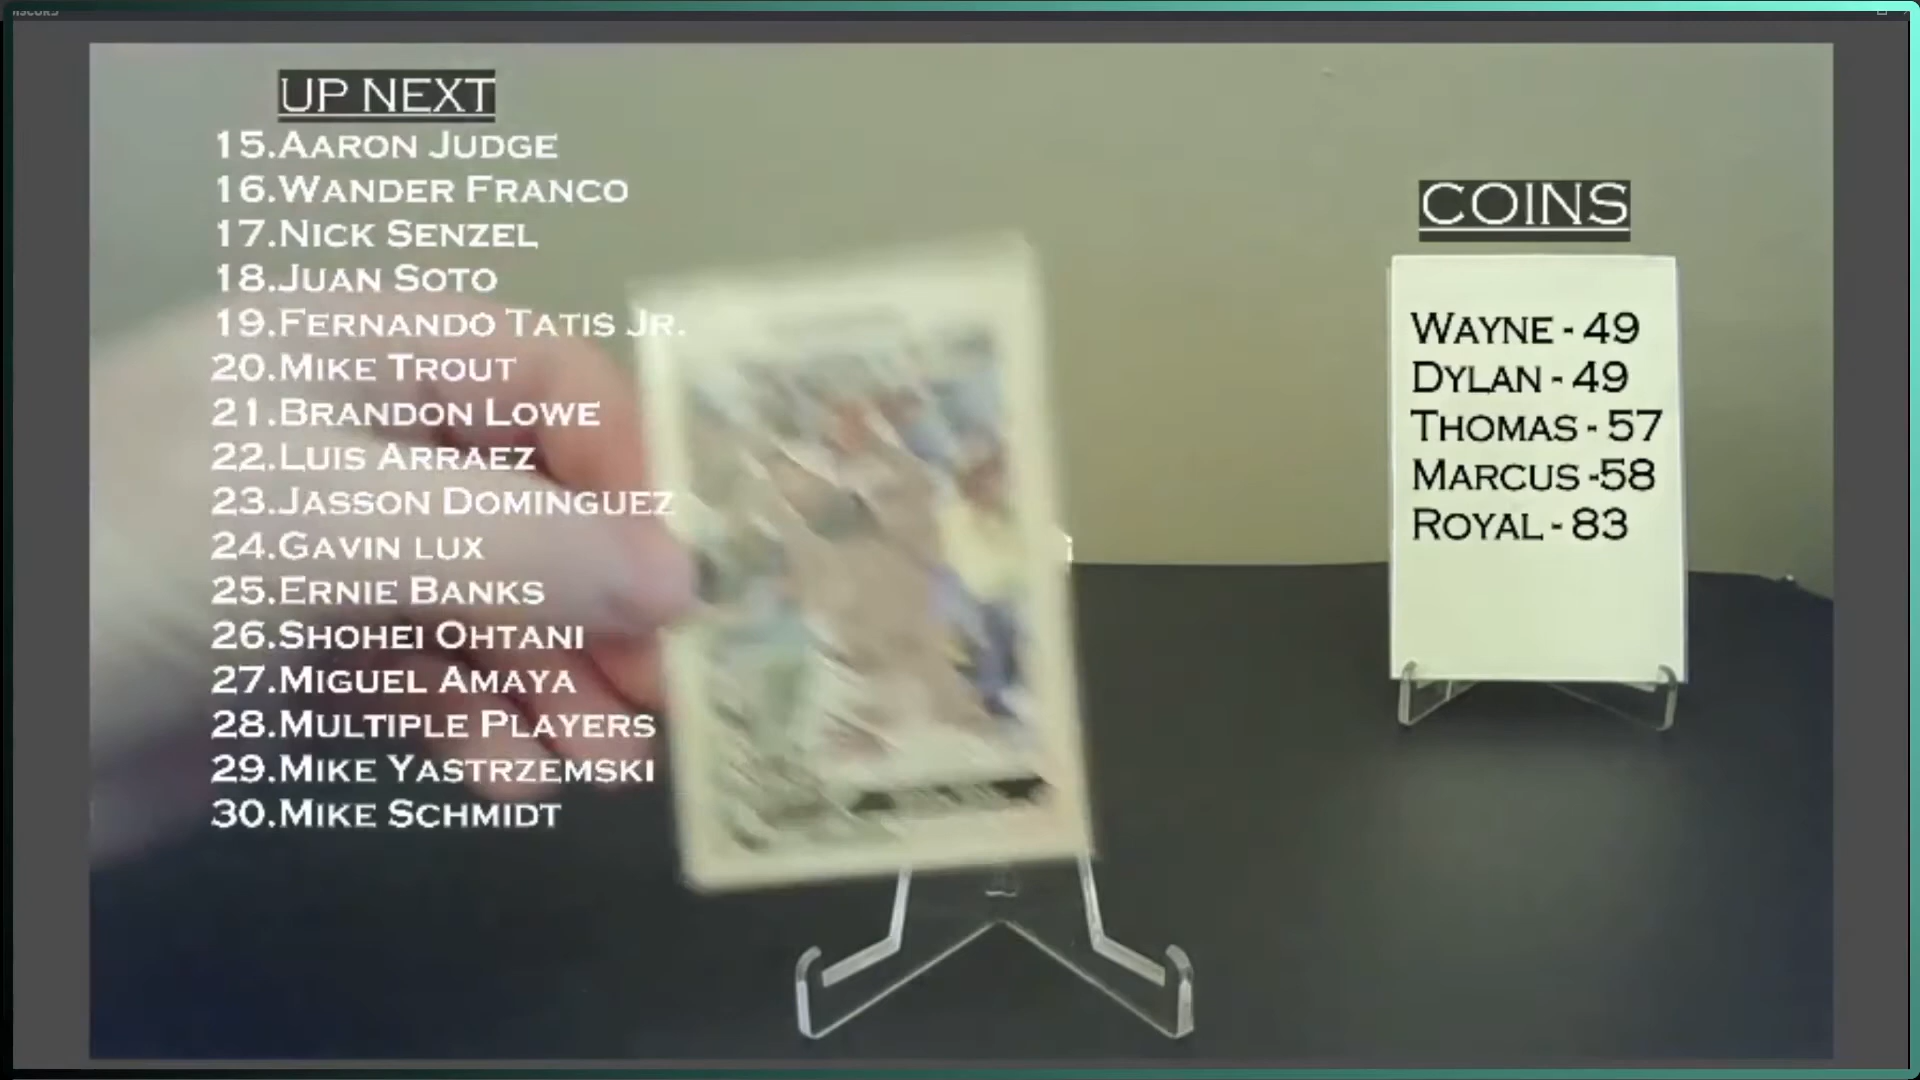 UP NEXT
15.Aaron Judge
16.Wander Franco
17.Nick Senzel
18.Juan Soto
19.Fernando Tatis Jr.
20.Mike Trout
21.Brandon Lowe
22.Luis Arraez
23.Jasson Dominguez
24.Gavin lux
25.Ernie Banks
26.Shohei Ohtani
27.Miguel Amaya
28.Multiple Players
29.Mike Yastrzemski
30.Mike Schmidt
COINS
Wayne - 49
Dylan - 49
Thomas - 57
Marcus -58
Royal - 83